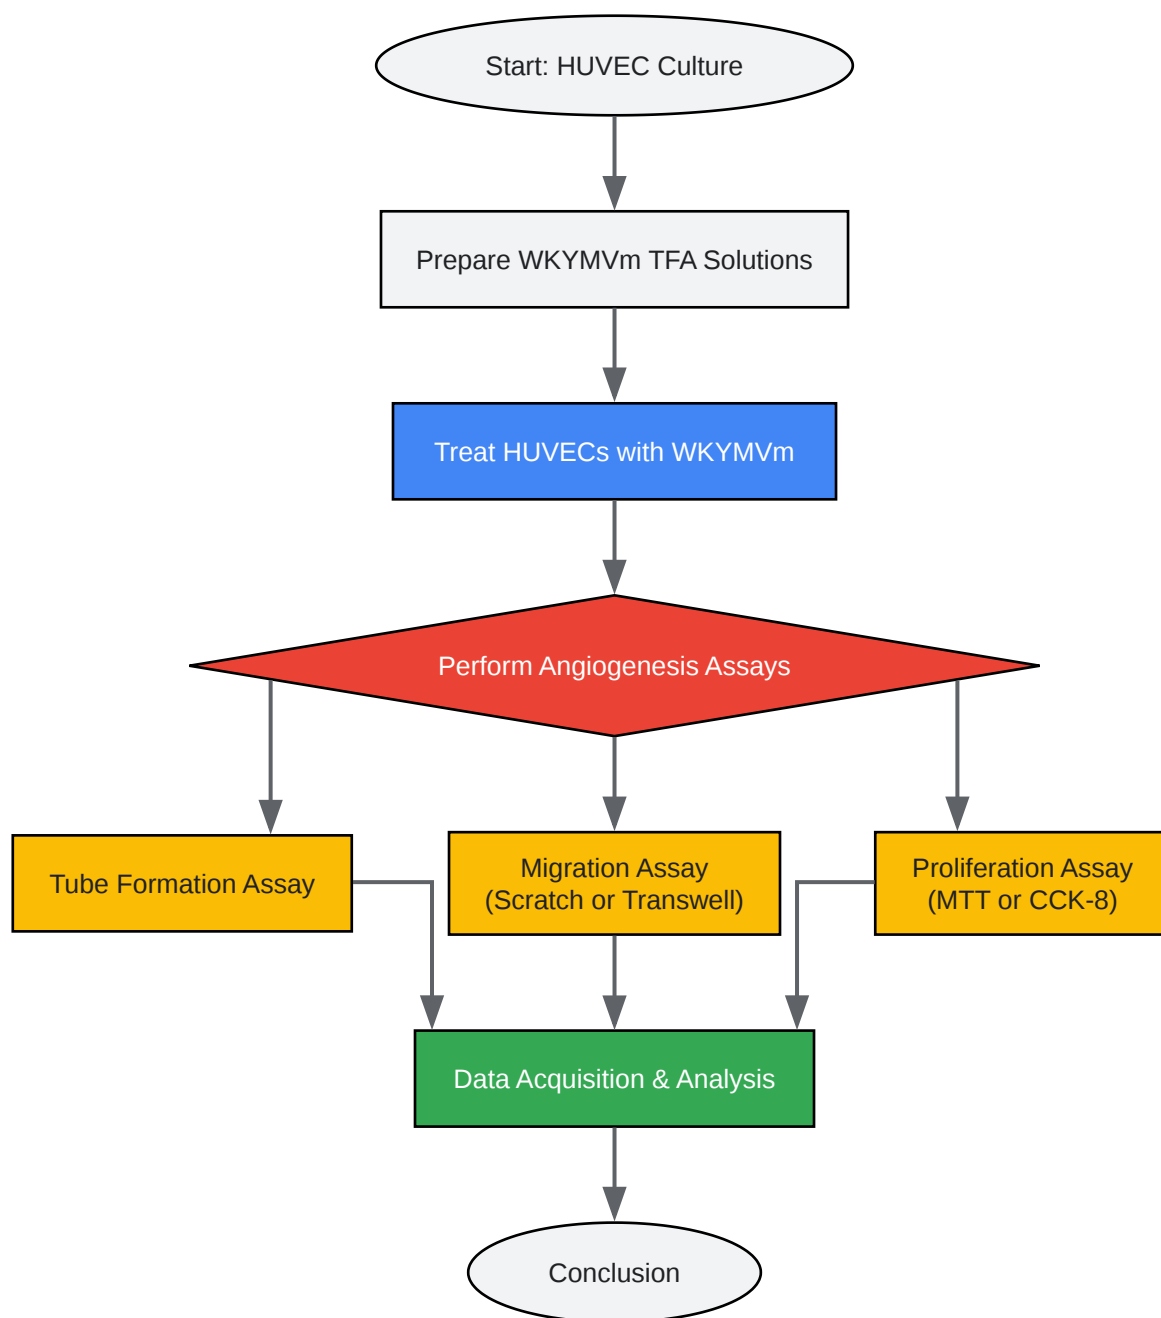 Start: HUVEC Culture
Prepare WKYMVm TFA Solutions
Treat HUVECs with WKYMVm
Perform Angiogenesis Assays
Tube Formation Assay
Migration Assay
(Scratch or Transwell)
Proliferation Assay
(MTT or CCK-8)
Data Acquisition & Analysis
Conclusion